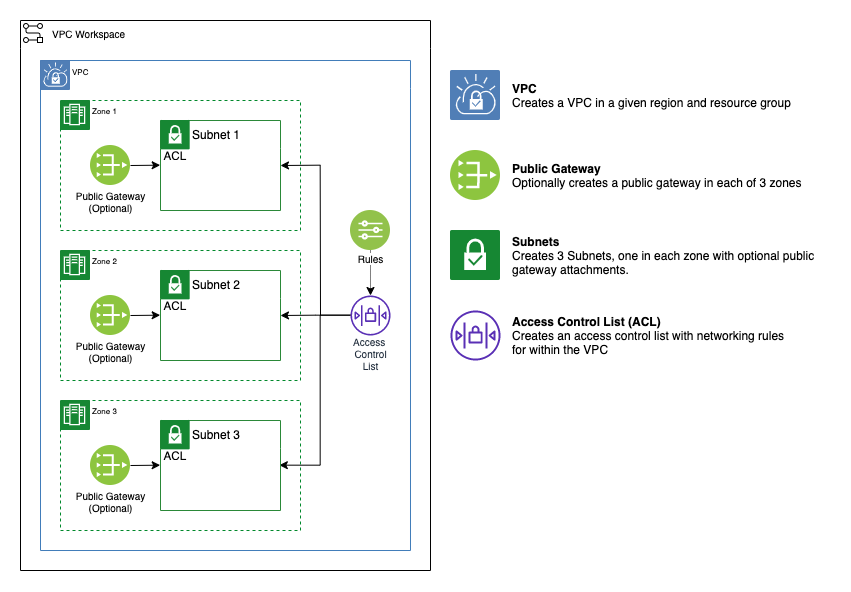 VPC Workspace
VPC
Zone 1
Subnet 1
ACL
Public Gateway
(Optional)
Zone 2
Subnet 2
ACL
Public Gateway
(Optional)
Zone 3
Subnet 3
ACL
Public Gateway
(Optional)
Rules
Access
Control
List
VPC
Creates a VPC in a given region and resource group
Public Gateway
Optionally creates a public gateway in each of 3 zones
Subnets
Creates 3 Subnets, one in each zone with optional public
gateway attachments.
Access Control List (ACL)
Creates an access control list with networking rules
for within the VPC